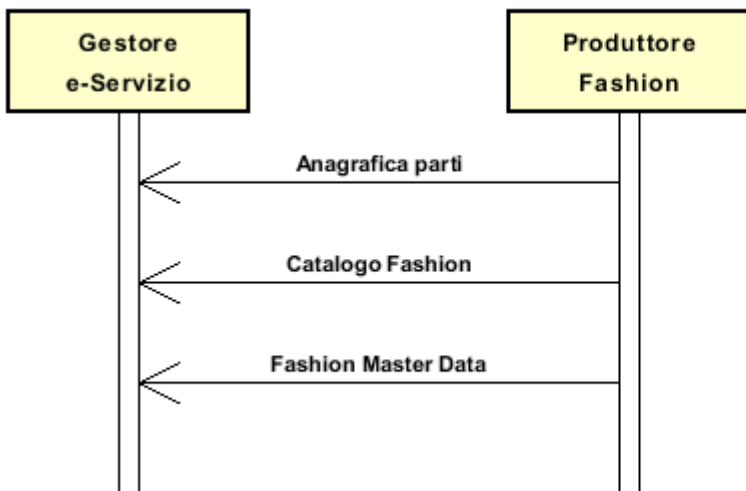 Gestore
e-Servizio
Produttore
Fashion
Anagrafica parti
Catalogo Fashion
Fashion Master Data